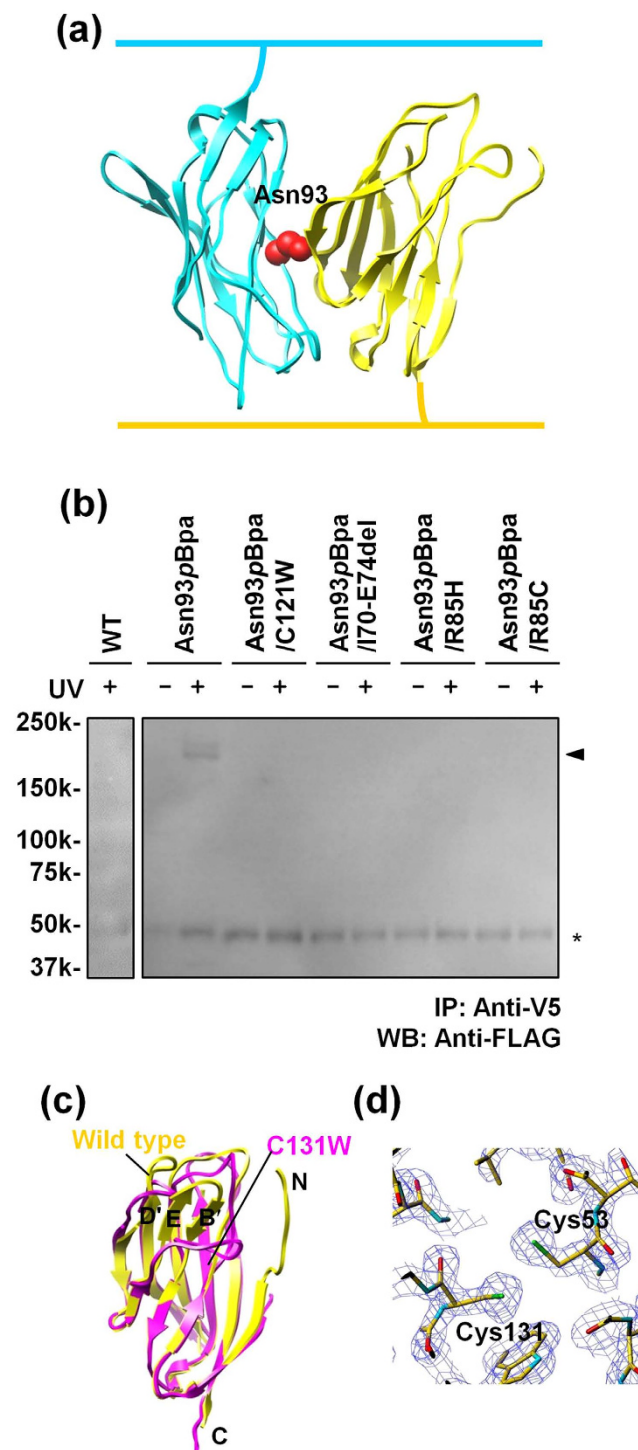 (a)
Asn93
(b)
WT
Asn93pBpa
Asn93pBpa
/C121W
Asn93pBpa
/I70-E74del
Asn93pBpa
/R85H
Asn93pBpa
/R85C
UV + − + − + − + − + − +
250k-
150k-
100k-
75k-
50k-
*
37k-
IP: Anti-V5
WB: Anti-FLAG
(c)
(d)
Wild type
C131W
N
D' E B'
C
Cys53
Cys131